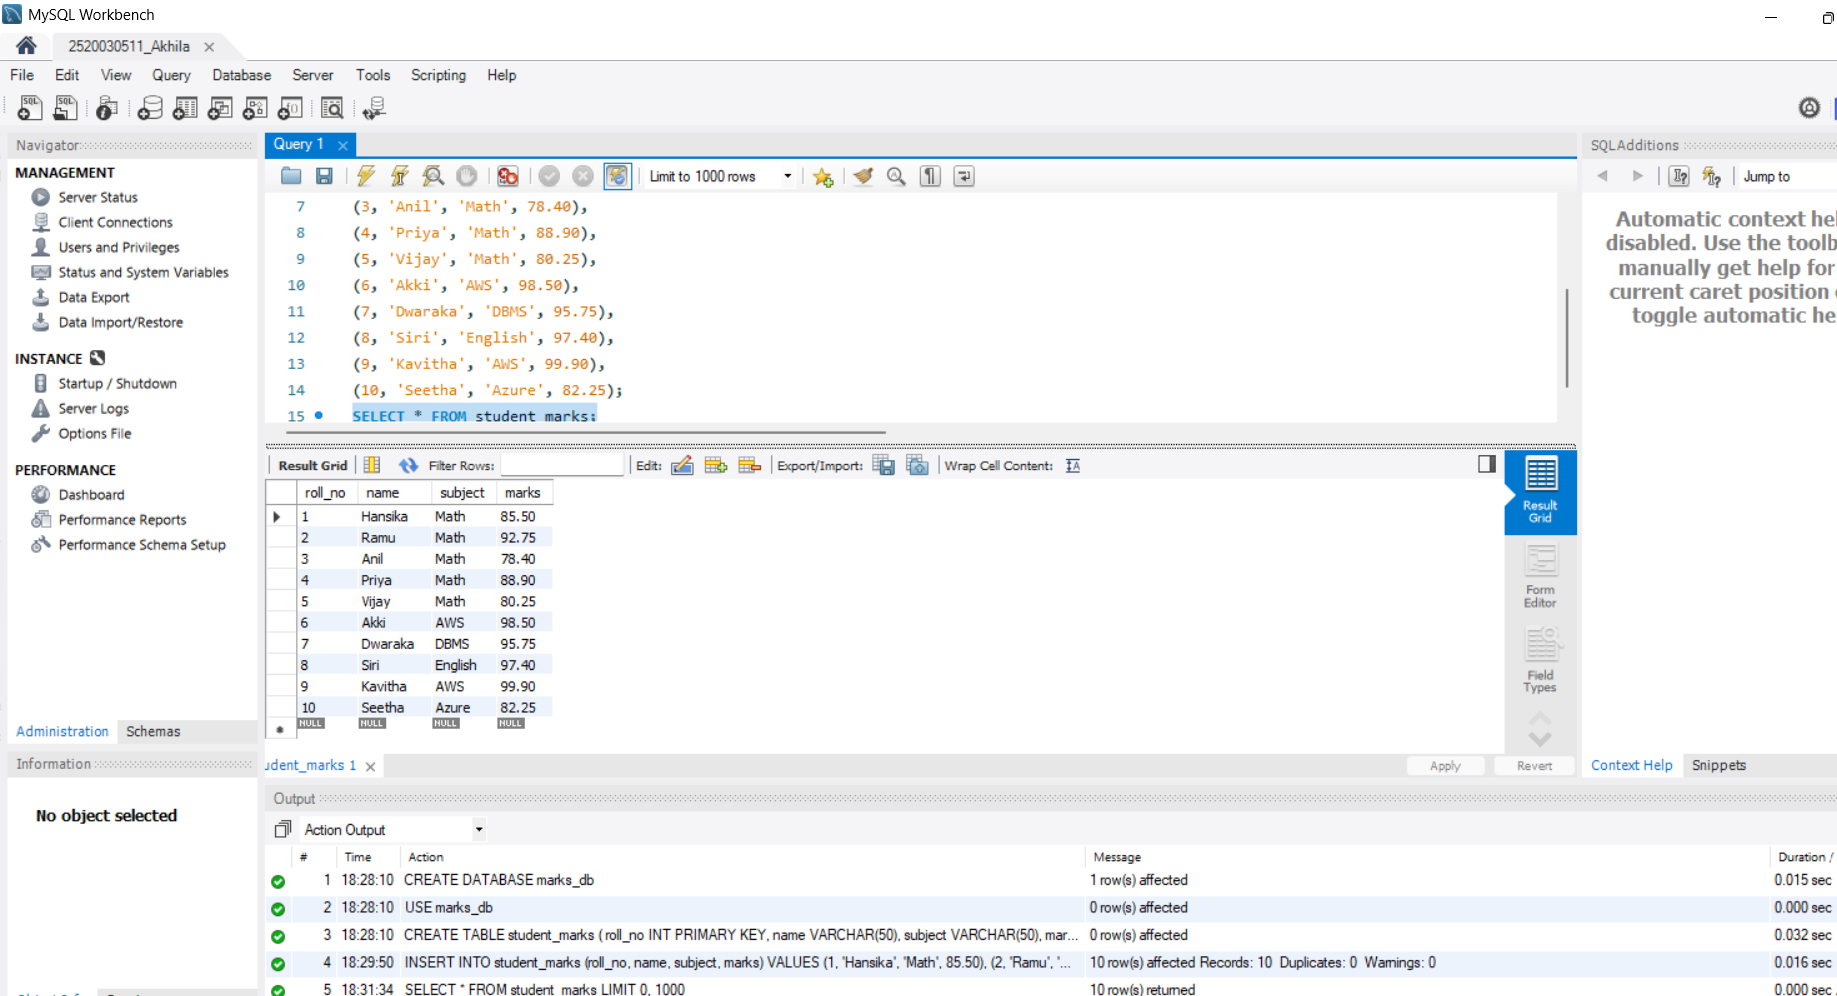 MySQL Workbench
2520030511_Akhila
File Edit View Query Database Server Tools Scripting Help
Navigator
MANAGEMENT
Server Status
Client Connections
Users and Privileges
Status and System Variables
Data Export
Data Import/Restore
INSTANCE
Startup / Shutdown
Server Logs
Options File
PERFORMANCE
Dashboard
Performance Reports
Performance Schema Setup
Administration Schemas
Information
No object selected
Query 1
Limit to 1000 rows
7 (3, 'Anil', 'Math', 78.40),
8 (4, 'Priya', 'Math', 88.90),
9 (5, 'Vijay', 'Math', 80.25),
10 (6, 'Akki', 'AWS', 98.50),
11 (7, 'Dwaraka', 'DBMS', 95.75),
12 (8, 'Siri', 'English', 97.40),
13 (9, 'Kavitha', 'AWS', 99.90),
14 (10, 'Seetha', 'Azure', 82.25);
15 SELECT * FROM student_marks;
Result Grid Filter Rows: Edit: Export/Import: Wrap Cell Content:
roll_no name subject marks
1 Hansika Math 85.50
2 Ramu Math 92.75
3 Anil Math 78.40
4 Priya Math 88.90
5 Vijay Math 80.25
6 Akki AWS 98.50
7 Dwaraka DBMS 95.75
8 Siri English 97.40
9 Kavitha AWS 99.90
10 Seetha Azure 82.25
NULL NULL NULL NULL
Result
Grid
Form
Editor
Field
Types
udent_marks 1
Apply Revert
SQLAdditions
Jump to
Automatic context hel
disabled. Use the toolb
manually get help for
current caret position
toggle automatic he
Context Help Snippets
Output
Action Output
# Time Action Message Duration /
1 18:28:10 CREATE DATABASE marks_db 1 row(s) affected 0.015 sec
2 18:28:10 USE marks_db 0 row(s) affected 0.000 sec
3 18:28:10 CREATE TABLE student_marks ( roll_no INT PRIMARY KEY, name VARCHAR(50), subject VARCHAR(50), mar... 0 row(s) affected 0.032 sec
4 18:29:50 INSERT INTO student_marks (roll_no, name, subject, marks) VALUES (1, 'Hansika', 'Math', 85.50), (2, 'Ramu', '... 10 row(s) affected Records: 10 Duplicates: 0 Warnings: 0 0.016 sec
5 18:31:34 SELECT * FROM student_marks LIMIT 0, 1000 10 row(s) returned 0.000 sec